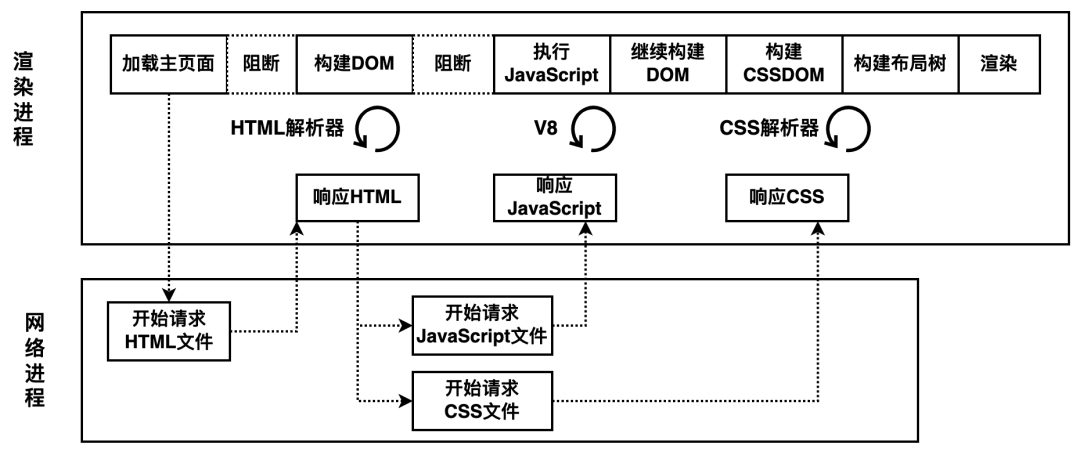 渲染进程
加载主页面
阻断
构建DOM
阻断
执行
JavaScript
继续构建
DOM
构建
CSSDOM
构建布局树
渲染
HTML解析器
V8
CSS解析器
响应HTML
响应
JavaScript
响应CSS
网络进程
开始请求
HTML文件
开始请求
JavaScript文件
开始请求
CSS文件